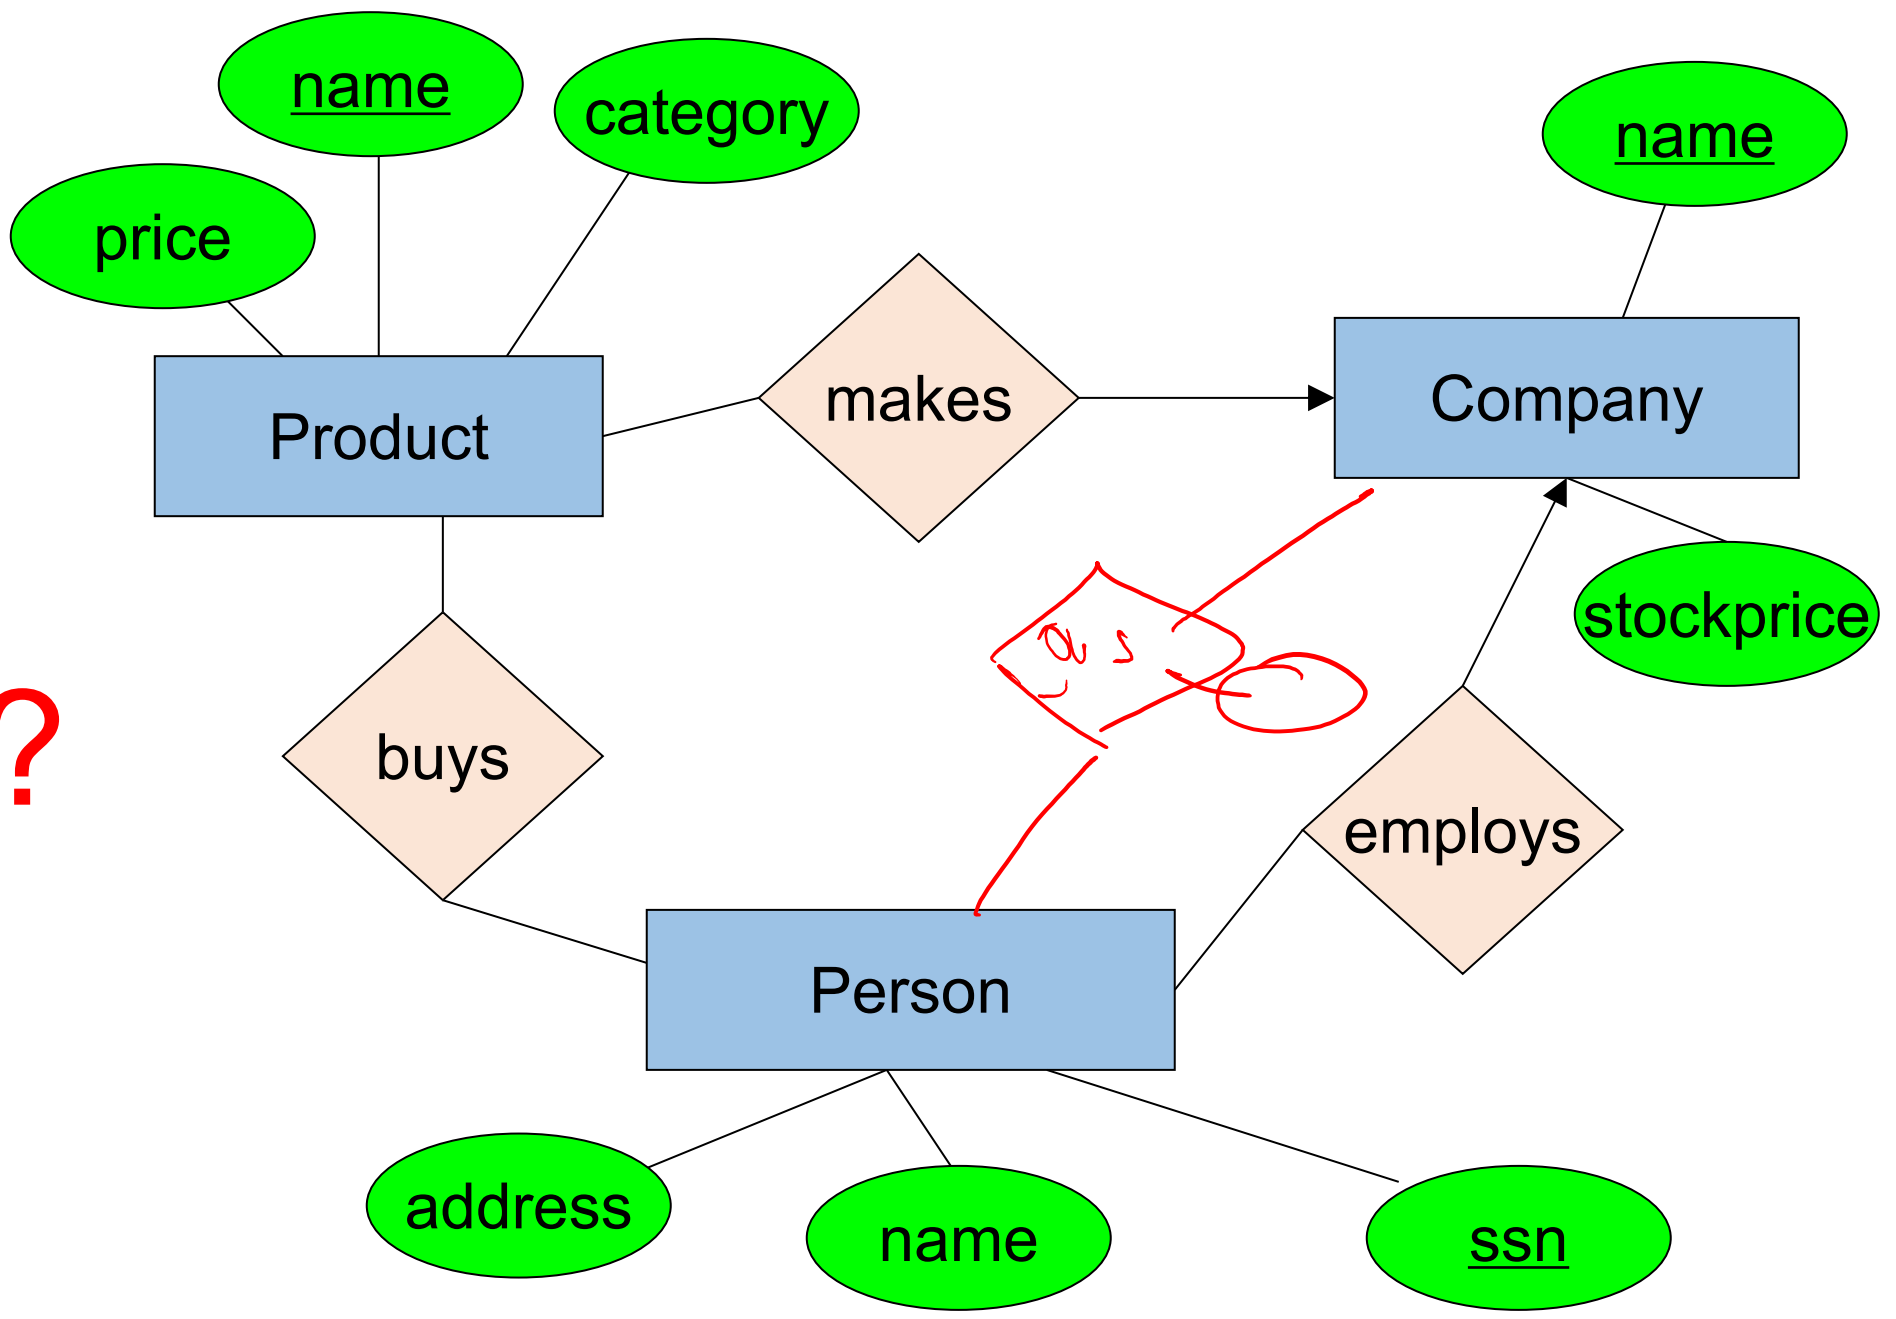 name
category
name
price
makes
Company
Product
stockprice
?
buys
employs
Person
address
name
ssn